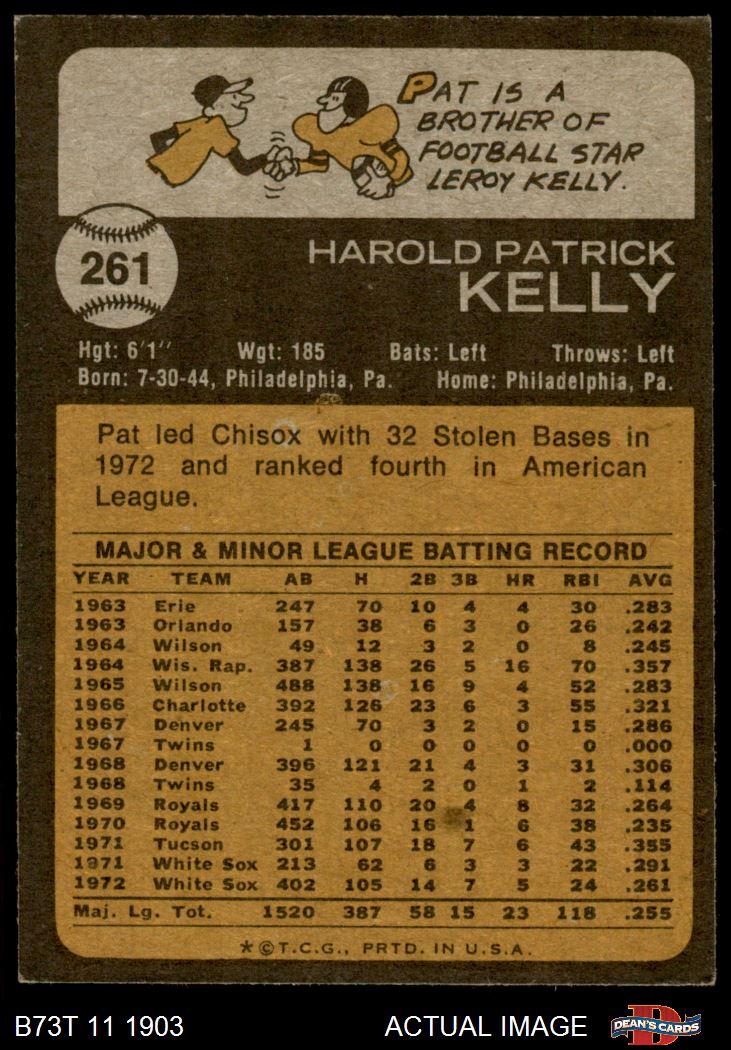 PAT IS A
BROTHER OF
FOOTBALL STAR
LEROY KELLY.
261
HAROLD PATRICK
KELLY
Hgt: 6'1" Wgt: 185 Bats: Left Throws: Left
Born: 7-30-44, Philadelphia, Pa. Home: Philadelphia, Pa.
Pat led Chisox with 32 Stolen Bases in
1972 and ranked fourth in American
League.
MAJOR & MINOR LEAGUE BATTING RECORD
YEAR TEAM AB H 2B 3B HR RBI AVG
1963 Erie 247 70 10 4 4 30 .283
1963 Orlando 157 38 6 3 0 26 .242
1964 Wilson 49 12 3 2 0 8 .245
1964 Wis. Rap. 387 138 26 5 16 70 .357
1965 Wilson 488 138 16 9 4 52 .283
1966 Charlotte 392 126 23 6 3 55 .321
1967 Denver 245 70 3 2 0 15 .286
1967 Twins 1 0 0 0 0 0 .000
1968 Denver 396 121 21 4 3 31 .306
1968 Twins 35 4 2 0 1 2 .114
1969 Royals 417 110 20 4 8 32 .264
1970 Royals 452 106 16 1 6 38 .235
1971 Tucson 301 107 18 7 6 43 .355
1971 White Sox 213 62 6 3 3 22 .291
1972 White Sox 402 105 14 7 5 24 .261
Maj. Lg. Tot. 1520 387 58 15 23 118 .255
*©T.C.G., PRTD. IN U.S.A.
B73T 11 1903 ACTUAL IMAGE D DEAN'S CARDS